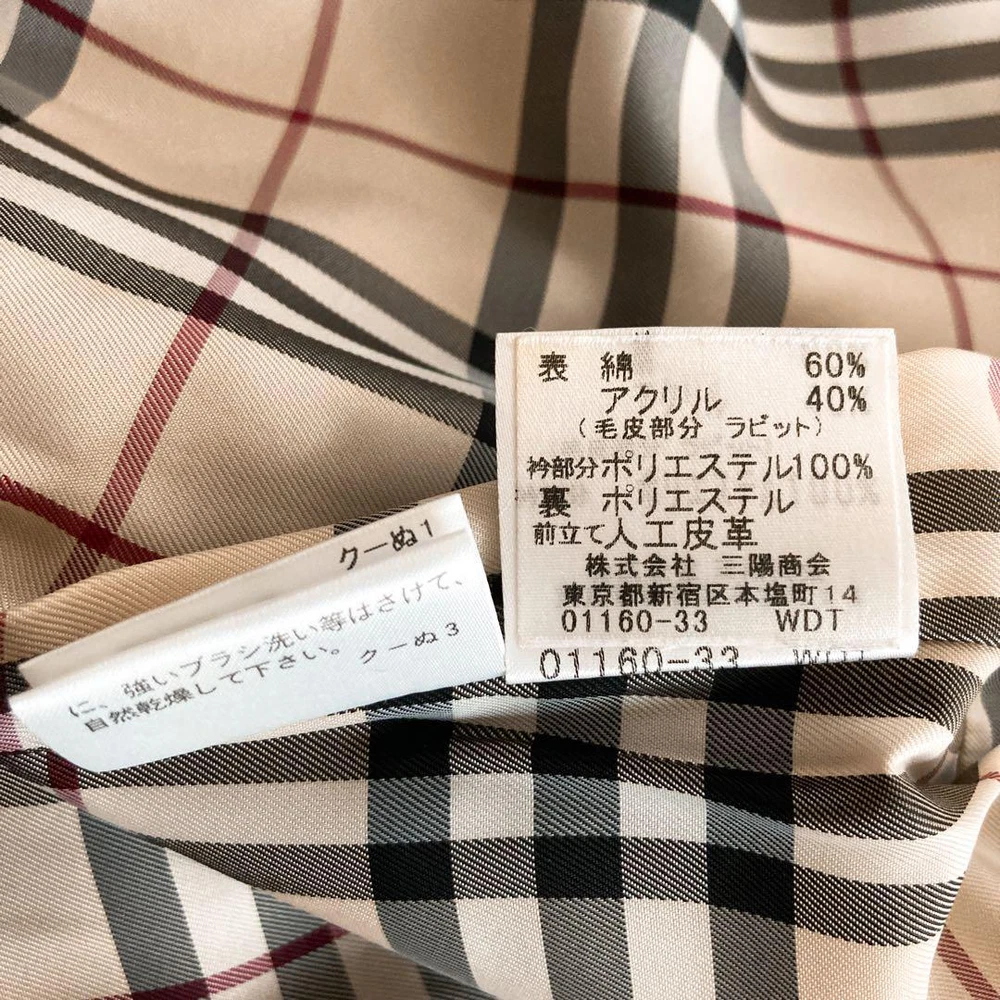 表 綿 60%
アクリル 40%
(毛皮部分 ラビット)
衿部分ポリエステル100%
裏 ポリエステル
前立て人工皮革
株式会社 三陽商会
東京都新宿区本塩町14
01160-33 WDT
01160-33
クーぬ1
に、強いブラシ洗い等はさけて、
自然乾燥して下さい。 クーぬ3